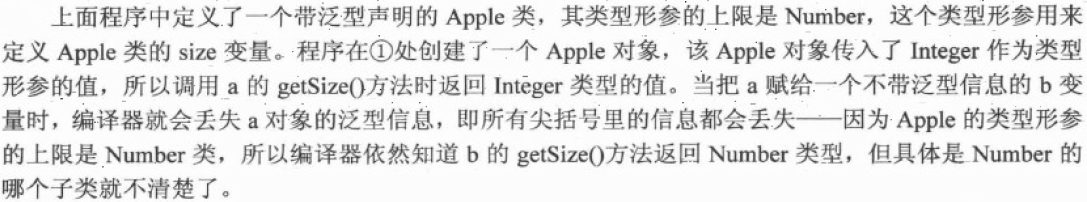 上面程序中定义了一个带泛型声明的 Apple 类，其类型形参的上限是 Number，这个类型形参用来
定义 Apple 类的 size 变量。程序在①处创建了一个 Apple 对象，该 Apple 对象传入了 Integer 作为类型
形参的值，所以调用 a 的 getSize()方法时返回 Integer 类型的值。当把 a 赋给一个不带泛型信息的 b 变
量时，编译器就会丢失 a 对象的泛型信息，即所有尖括号里的信息都会丢失——因为 Apple 的类型形参
的上限是 Number 类，所以编译器依然知道 b 的 getSize()方法返回 Number 类型，但具体是 Number 的
哪个子类就不清楚了。